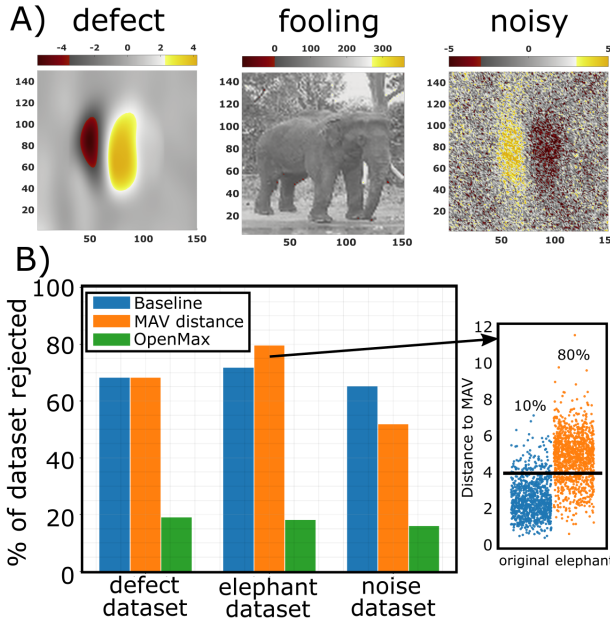 A) defect fooling noisy
-4 -2 0 2 4
0 100 200 300
-5 0 5
140
120
100
80
60
40
20
50 100 150
140
120
100
80
60
40
20
50 100 150
140
120
100
80
60
40
20
50 100 150
B)
% of dataset rejected
100
80
60
40
20
0
Baseline
MAV distance
OpenMax
defect dataset
elephant dataset
noise dataset
Distance to MAV
12
10
8
6
4
2
0
10%
80%
original elephant